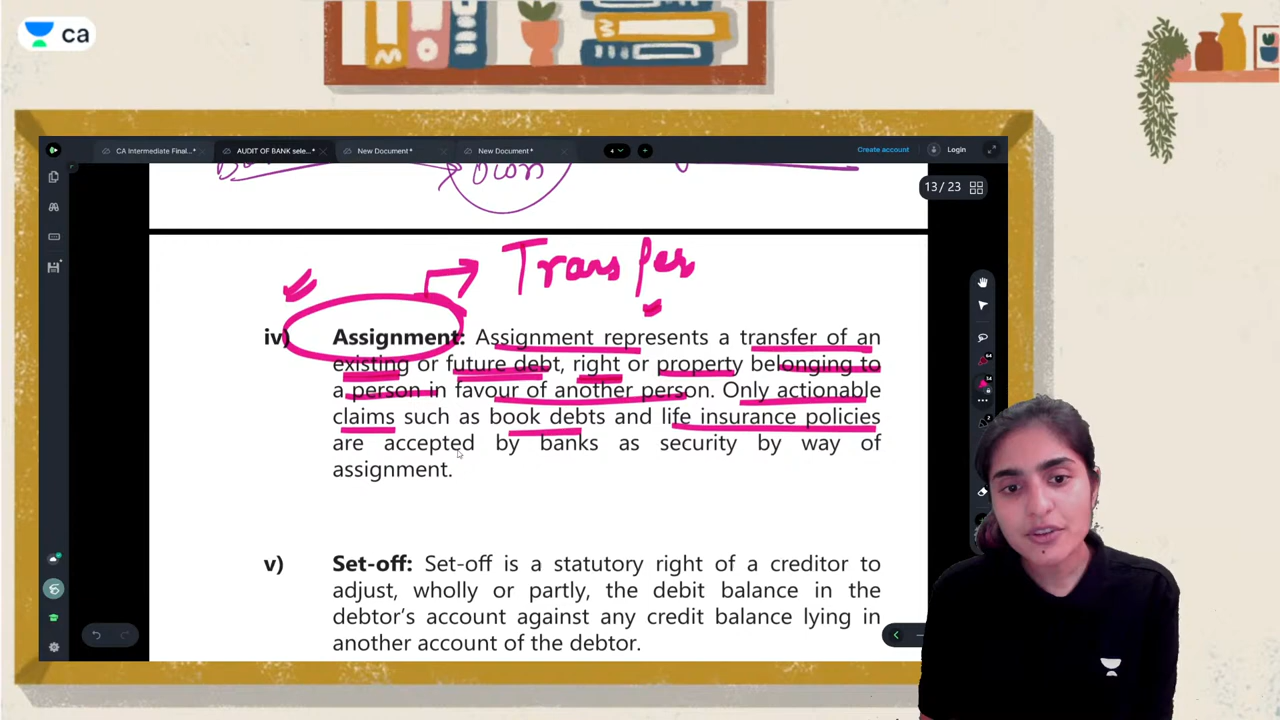 ca
CA Intermediate Final...*
AUDIT OF BANK sele...*
New Document*
New Document*
4
Create account
Login
13 / 23
Transfer
iv) Assignment: Assignment represents a transfer of an
existing or future debt, right or property belonging to
a person in favour of another person. Only actionable
claims such as book debts and life insurance policies
are accepted by banks as security by way of
assignment.
v) Set-off: Set-off is a statutory right of a creditor to
adjust, wholly or partly, the debit balance in the
debtor's account against any credit balance lying in
another account of the debtor.